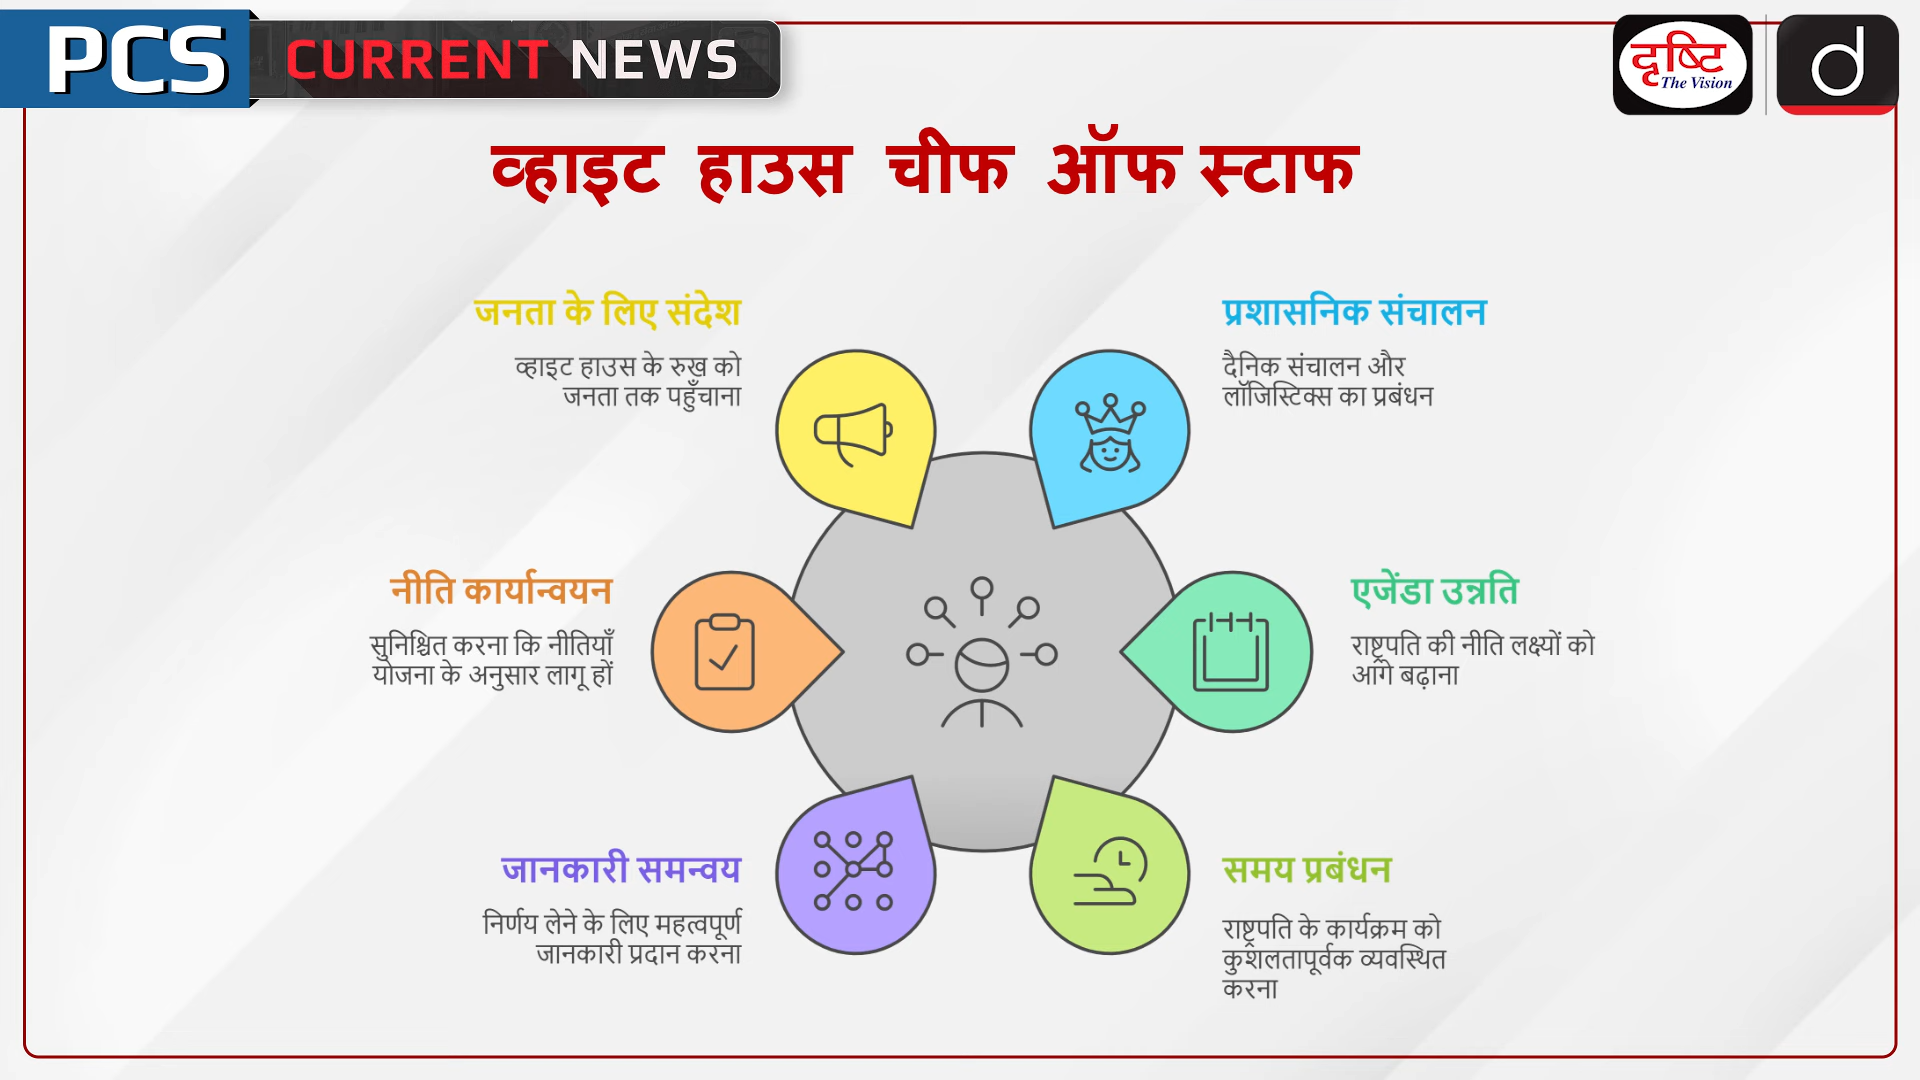 PCS CURRENT NEWS
दृष्टि
The Vision
d
व्हाइट हाउस चीफ ऑफ स्टाफ
जनता के लिए संदेश
व्हाइट हाउस के रुख को
जनता तक पहुँचाना
प्रशासनिक संचालन
दैनिक संचालन और
लॉजिस्टिक्स का प्रबंधन
नीति कार्यान्वयन
सुनिश्चित करना कि नीतियाँ
योजना के अनुसार लागू हों
एजेंडा उन्नति
राष्ट्रपति की नीति लक्ष्यों को
आगे बढ़ाना
जानकारी समन्वय
निर्णय लेने के लिए महत्वपूर्ण
जानकारी प्रदान करना
समय प्रबंधन
राष्ट्रपति के कार्यक्रम को
कुशलतापूर्वक व्यवस्थित
करना